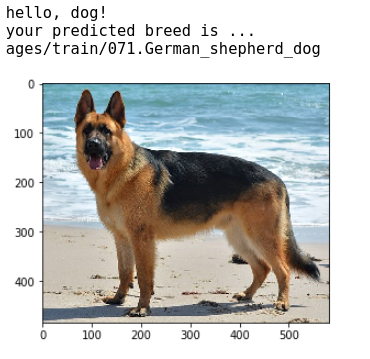 hello, dog!
your predicted breed is ...
ages/train/071.German_shepherd_dog
0
100
200
300
400
0 100 200 300 400 500